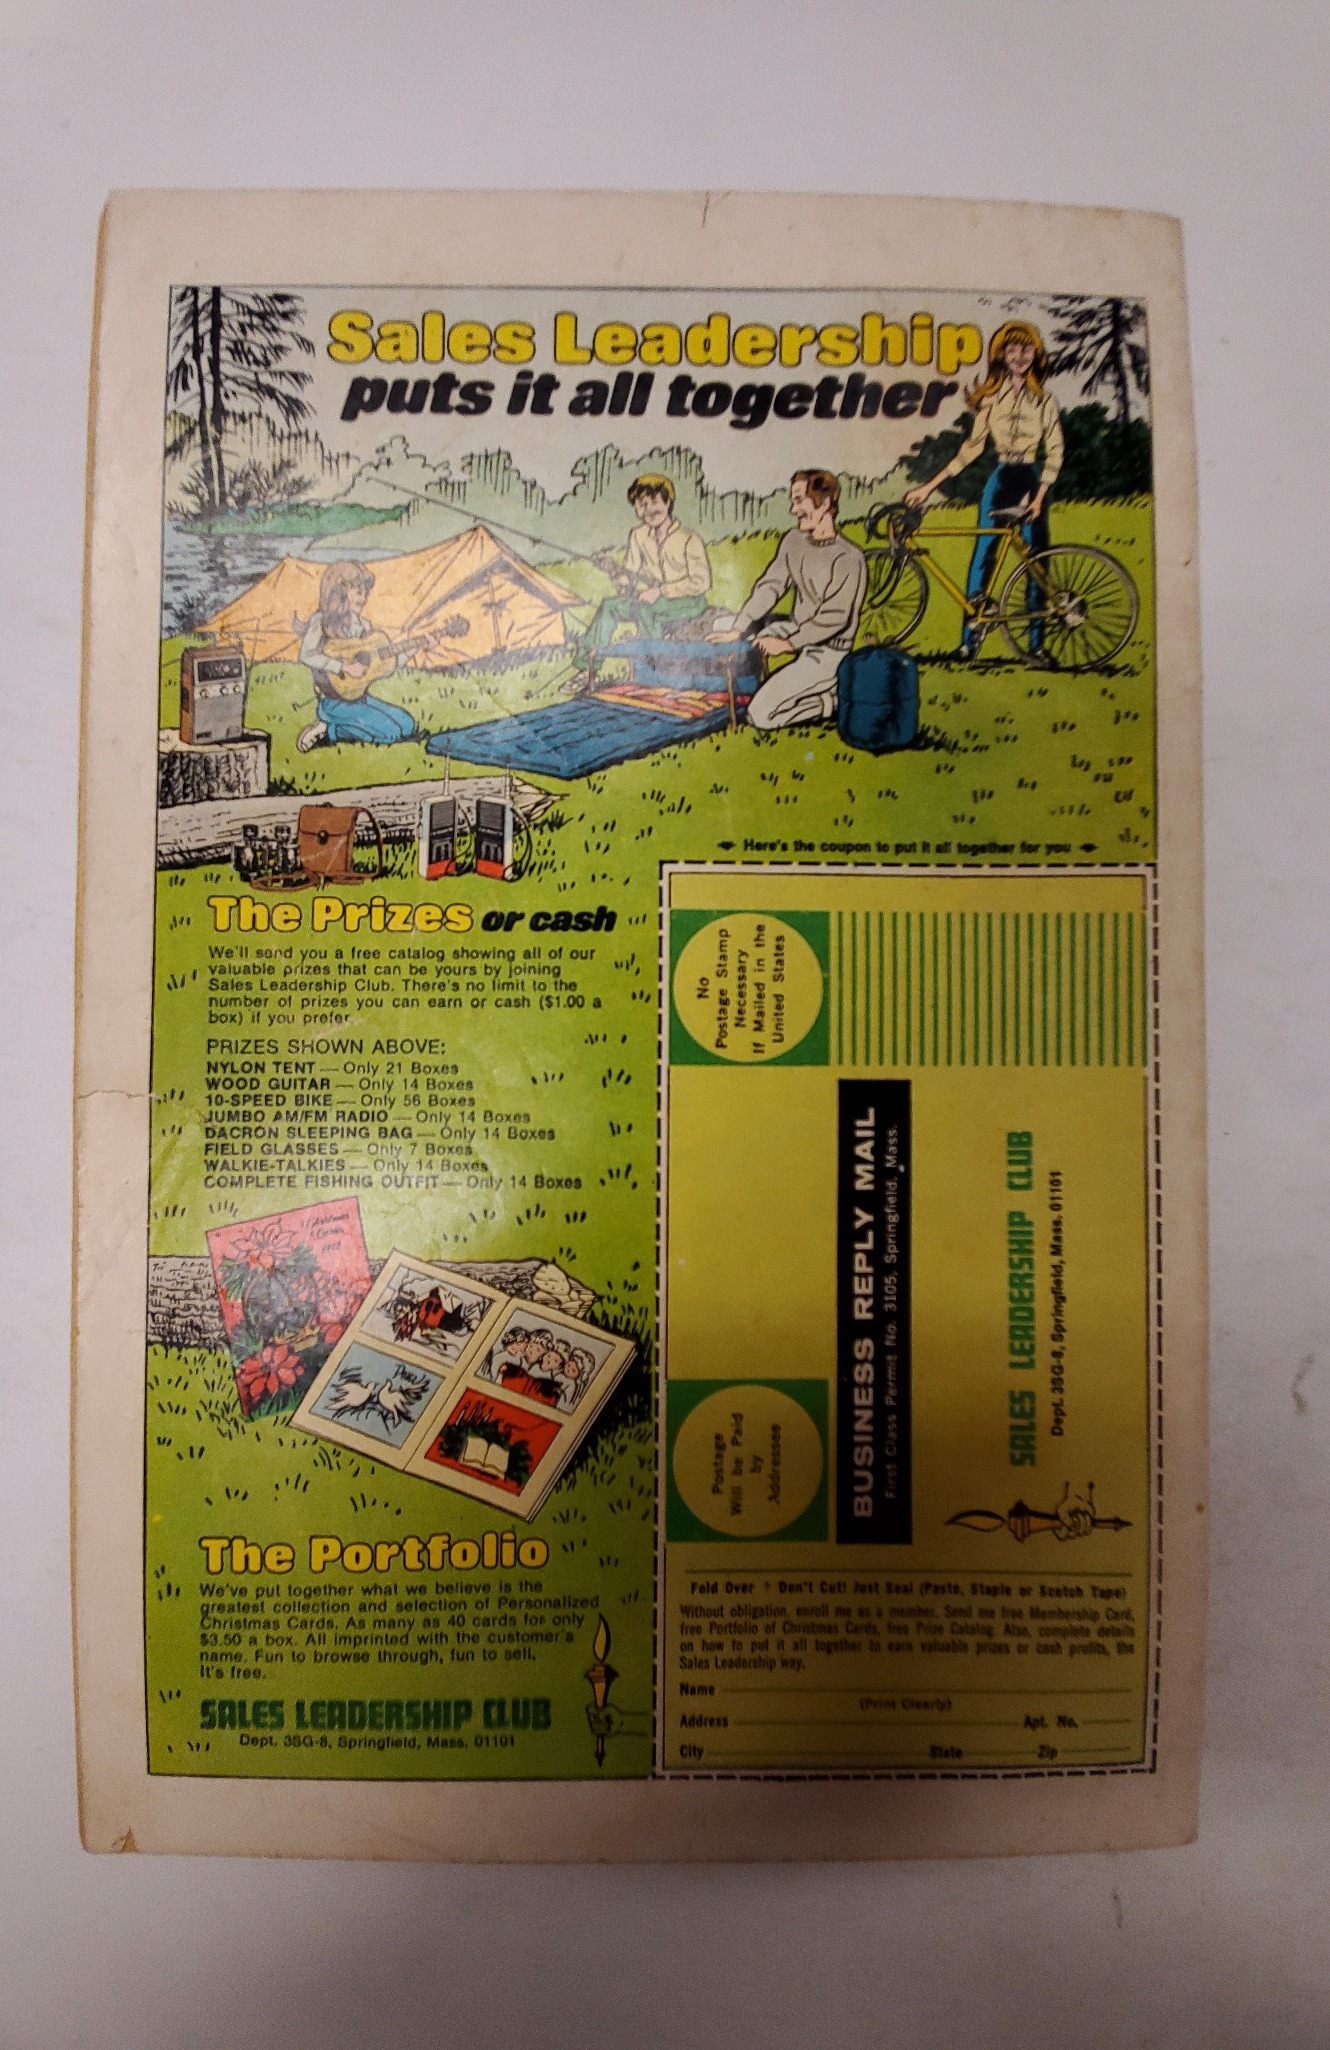 Sales Leadership
puts it all together
Here's the coupon to put it all together for you
The Prizes or cash
We'll send you a free catalog showing all of our
valuable prizes that can be yours by joining
Sales Leadership Club. There's no limit to the
number of prizes you can earn or cash ($1.00 a
box) if you prefer.
PRIZES SHOWN ABOVE:
NYLON TENT — Only 21 Boxes
WOOD GUITAR — Only 14 Boxes
10-SPEED BIKE — Only 56 Boxes
JUMBO AM/FM RADIO — Only 14 Boxes
DACRON SLEEPING BAG — Only 14 Boxes
FIELD GLASSES — Only 7 Boxes
WALKIE-TALKIES — Only 14 Boxes
COMPLETE FISHING OUTFIT — Only 14 Boxes
The Portfolio
We've put together what we believe is the
greatest collection and selection of Personalized
Christmas Cards. As many as 40 cards for only
$3.50 a box. All imprinted with the customer's
name. Fun to browse through, fun to sell.
It's free.
SALES LEADERSHIP CLUB
Dept. 3SG-8, Springfield, Mass. 01101
No
Postage Stamp
Necessary
If Mailed in the
United States
Postage
Will be Paid
by
Addressee
BUSINESS REPLY MAIL
First Class Permit No. 3105, Springfield, Mass.
SALES LEADERSHIP CLUB
Dept. 3SG-8, Springfield, Mass. 01101
Fold Over • Don't Cut! Just Seal (Paste, Staple or Scotch Tape)
Without obligation, enroll me as a member. Send me free Membership Card,
free Portfolio of Christmas Cards, free Prize Catalog. Also, complete details
on how to put it all together to earn valuable prizes or cash profits, the
Sales Leadership way.
Name
(Print Clearly)
Address Apt. No.
City State Zip